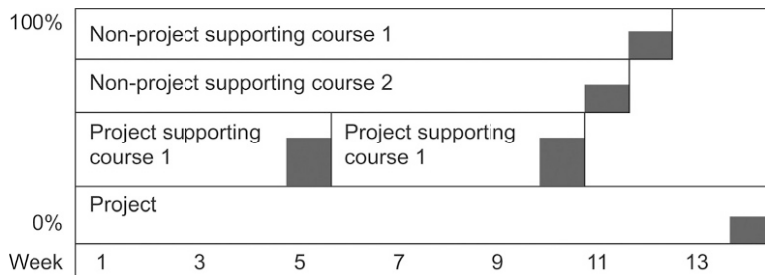 100%
Non-project supporting course 1
Non-project supporting course 2
Project supporting course 1
Project supporting course 1
Project
0%
Week 1 3 5 7 9 11 13